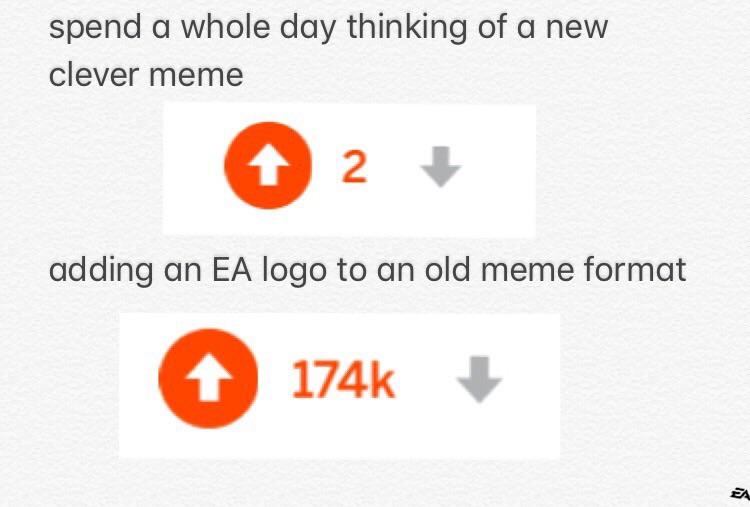 spend a whole day thinking of a new
clever meme
2
adding an EA logo to an old meme format
174k
EA